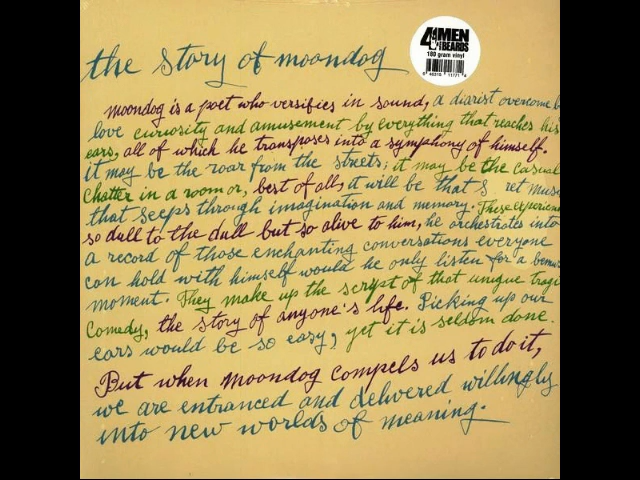 4 MEN WITH BEARDS
180 gram vinyl
the story of moondog
moondog is a poet who versifies in sound, a diarist overcome b
love curiosity and amusement by everything that reaches his
ears, all of which he transposes into a symphony of himself.
it may be the roar from the streets; it may be the casual
chatter in a room or, best of all, it will be that s ret muse
that seeps through imagination and memory. These experienc
so dull to the dull but so alive to him, he orchestrates into
a record of those enchanting conversations everyone
can hold with himself would he only listen for a bemu
moment. They make up the script of that unique tragi
comedy, the story of anyone's life. Picking up our
ears would be so easy, yet it is seldom done.
But when moondog compels us to do it,
we are entranced and delivered willingly
into new worlds of meaning.